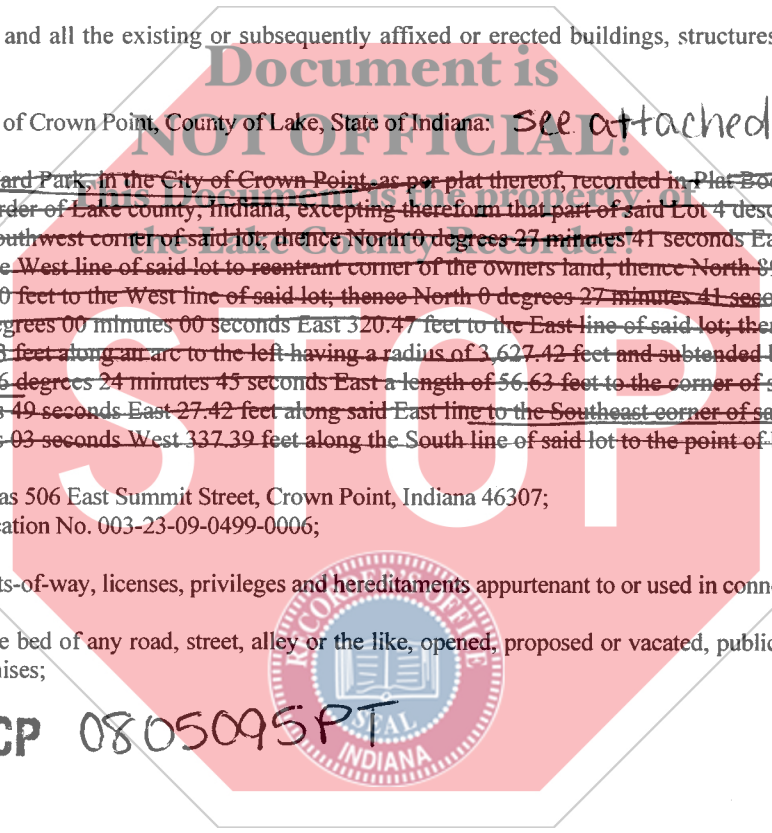 and all the existing or subsequently affixed or erected buildings, structures
Document is
of Crown Point, County of Lake, State of Indiana: See attached
NOT OFFICIAL!
ard Park, in the City of Crown Point, as per plat thereof, recorded in Plat Boo
This Document is the property of
rder of Lake county, Indiana, excepting thereform that part of said Lot 4 desc
outhwest corner of said lot; thence North 0 degrees 27 minutes 41 seconds Ea
the Lake County Recorder!
e West line of said lot to reentrant corner of the owners land, thence North 8
0 feet to the West line of said lot; thence North 0 degrees 27 minutes 41 seco
grees 00 minutes 00 seconds East 320.47 feet to the East line of said lot; the
feet along an arc to the left having a radius of 3,627.42 feet and subtended
6 degrees 24 minutes 45 seconds East a length of 56.63 feet to the corner of s
49 seconds East 27.42 feet along said East line to the Southeast corner of sa
03 seconds West 337.39 feet along the South line of said lot to the point of
STOP
as 506 East Summit Street, Crown Point, Indiana 46307;
cation No. 003-23-09-0499-0006;
ts-of-way, licenses, privileges and hereditaments appurtenant to or used in conn
e bed of any road, street, alley or the like, opened, proposed or vacated, public
nises;
RECORDER'S OFFICE
SEAL
INDIANA
CP 0805095PT